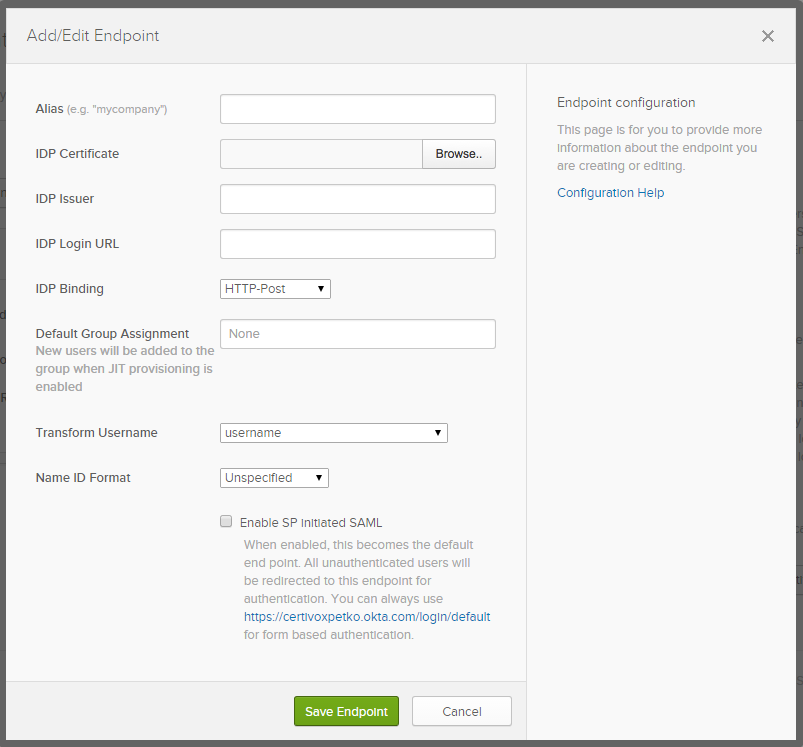 Add/Edit Endpoint
Alias (e.g. "mycompany")
IDP Certificate
Browse..
IDP Issuer
IDP Login URL
IDP Binding
HTTP-Post
Default Group Assignment
New users will be added to the
group when JIT provisioning is
enabled
None
Transform Username
username
Name ID Format
Unspecified
Enable SP initiated SAML
When enabled, this becomes the default
end point. All unauthenticated users will
be redirected to this endpoint for
authentication. You can always use
https://certivoxpetko.okta.com/login/default
for form based authentication.
Save Endpoint
Cancel
Endpoint configuration
This page is for you to provide more
information about the endpoint you
are creating or editing.
Configuration Help